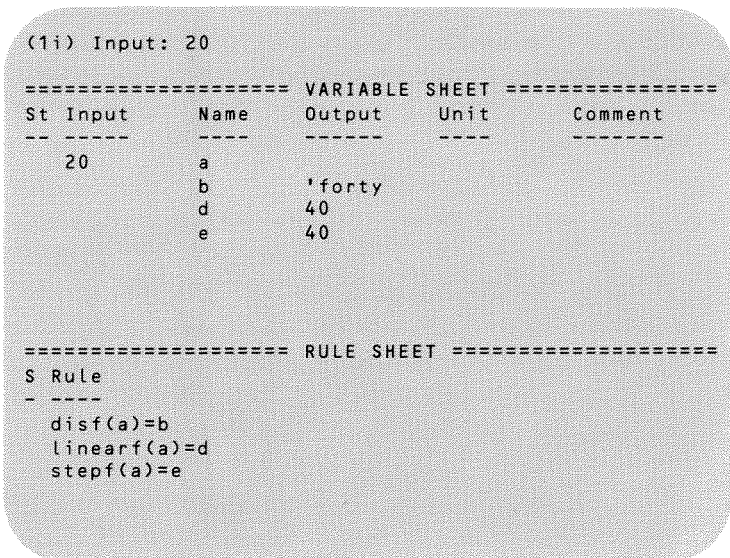 (1i) Input: 20
==================== VARIABLE SHEET ================
St Input Name Output Unit Comment
-- ----- ---- ------ ---- -------
20 a
b 'forty
d 40
e 40
==================== RULE SHEET ====================
S Rule
- ----
disf(a)=b
linearf(a)=d
stepf(a)=e